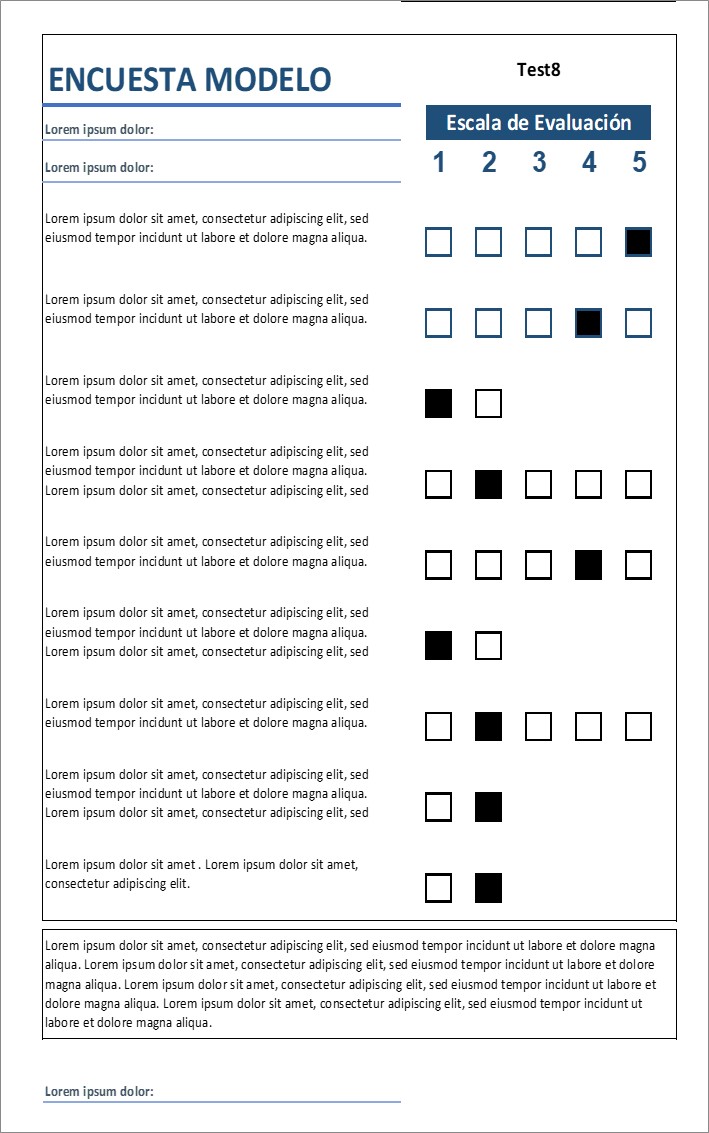 ENCUESTA MODELO
Test8
Lorem ipsum dolor:
Escala de Evaluación
Lorem ipsum dolor:
1 2 3 4 5
Lorem ipsum dolor sit amet, consectetur adipiscing elit, sed
eiusmod tempor incidunt ut labore et dolore magna aliqua.
Lorem ipsum dolor sit amet, consectetur adipiscing elit, sed
eiusmod tempor incidunt ut labore et dolore magna aliqua.
Lorem ipsum dolor sit amet, consectetur adipiscing elit, sed
eiusmod tempor incidunt ut labore et dolore magna aliqua.
Lorem ipsum dolor sit amet, consectetur adipiscing elit, sed
eiusmod tempor incidunt ut labore et dolore magna aliqua.
Lorem ipsum dolor sit amet, consectetur adipiscing elit, sed
Lorem ipsum dolor sit amet, consectetur adipiscing elit, sed
eiusmod tempor incidunt ut labore et dolore magna aliqua.
Lorem ipsum dolor sit amet, consectetur adipiscing elit, sed
eiusmod tempor incidunt ut labore et dolore magna aliqua.
Lorem ipsum dolor sit amet, consectetur adipiscing elit, sed
Lorem ipsum dolor sit amet, consectetur adipiscing elit, sed
eiusmod tempor incidunt ut labore et dolore magna aliqua.
Lorem ipsum dolor sit amet, consectetur adipiscing elit, sed
eiusmod tempor incidunt ut labore et dolore magna aliqua.
Lorem ipsum dolor sit amet, consectetur adipiscing elit, sed
Lorem ipsum dolor sit amet . Lorem ipsum dolor sit amet,
consectetur adipiscing elit.
Lorem ipsum dolor sit amet, consectetur adipiscing elit, sed eiusmod tempor incidunt ut labore et dolore magna
aliqua. Lorem ipsum dolor sit amet, consectetur adipiscing elit, sed eiusmod tempor incidunt ut labore et dolore
magna aliqua. Lorem ipsum dolor sit amet, consectetur adipiscing elit, sed eiusmod tempor incidunt ut labore et
dolore magna aliqua. Lorem ipsum dolor sit amet, consectetur adipiscing elit, sed eiusmod tempor incidunt ut
labore et dolore magna aliqua.
Lorem ipsum dolor: